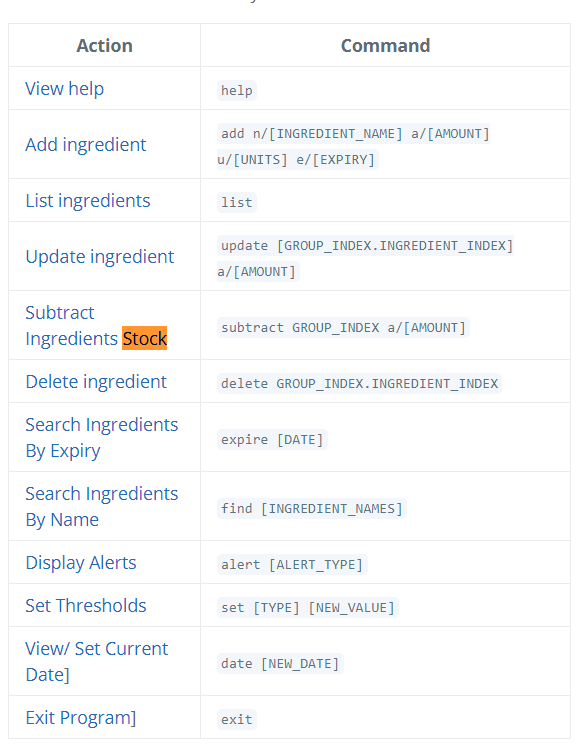 Action Command
View help help
Add ingredient add n/[INGREDIENT_NAME] a/[AMOUNT]
u/[UNITS] e/[EXPIRY]
List ingredients list
Update ingredient update [GROUP_INDEX.INGREDIENT_INDEX]
a/[AMOUNT]
Subtract
Ingredients Stock subtract GROUP_INDEX a/[AMOUNT]
Delete ingredient delete GROUP_INDEX.INGREDIENT_INDEX
Search Ingredients
By Expiry expire [DATE]
Search Ingredients
By Name find [INGREDIENT_NAMES]
Display Alerts alert [ALERT_TYPE]
Set Thresholds set [TYPE] [NEW_VALUE]
View/ Set Current
Date] date [NEW_DATE]
Exit Program] exit